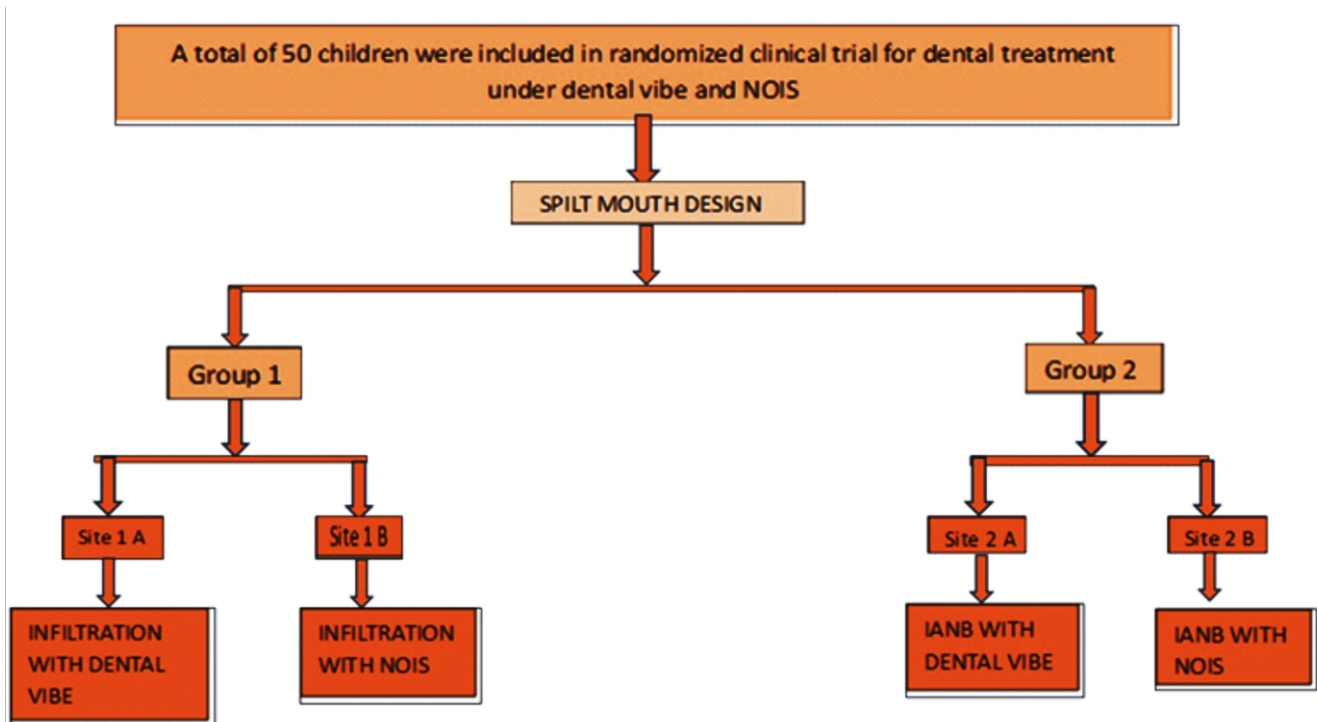 A total of 50 children were included in randomized clinical trial for dental treatment
under dental vibe and NOIS
SPILT MOUTH DESIGN
Group 1
Group 2
Site 1 A
Site 1 B
Site 2 A
Site 2 B
INFILTRATION
WITH DENTAL
VIBE
INFILTRATION
WITH NOIS
IANB WITH
DENTAL VIBE
IANB WITH
NOIS